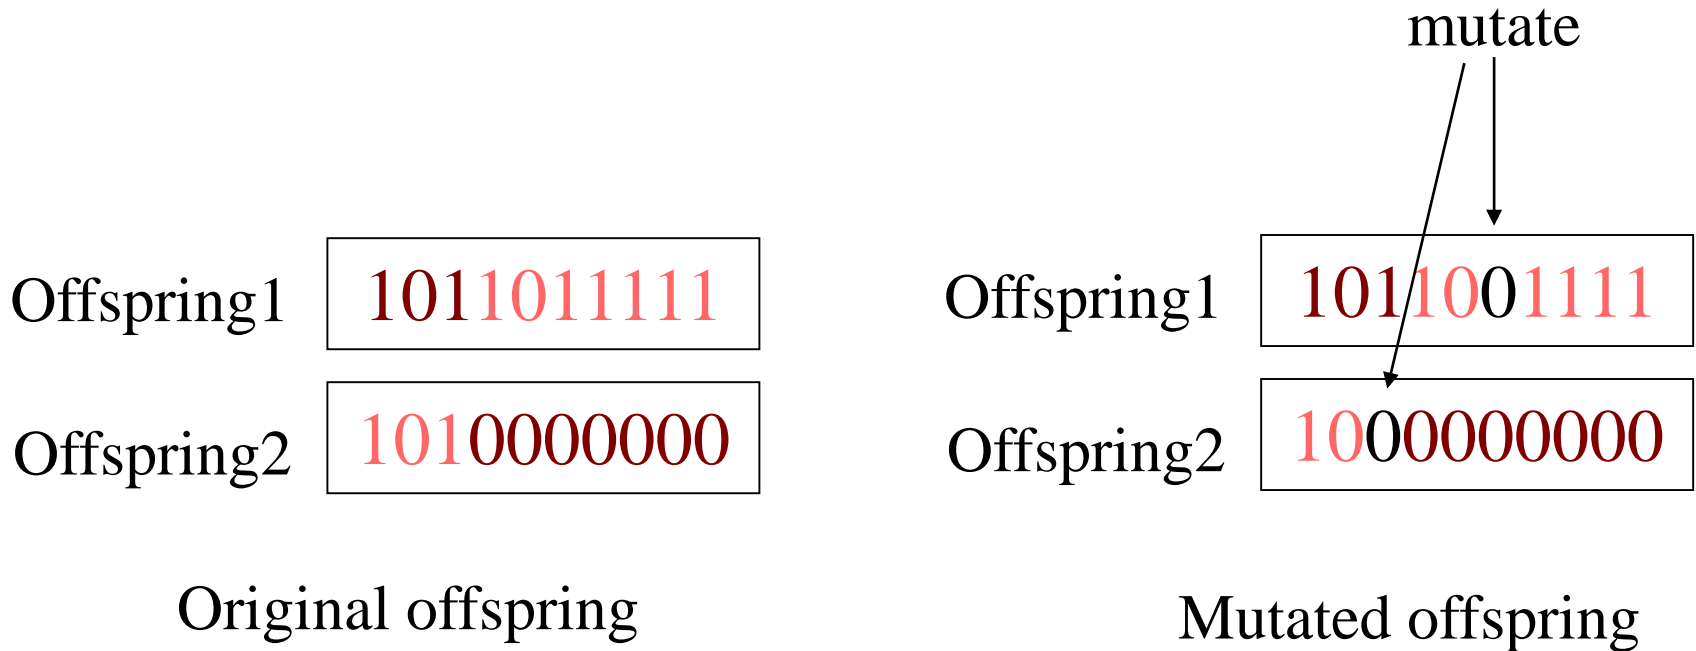 mutate
Offspring1 1011011111
Offspring1 1011001111
Offspring2 1010000000
Offspring2 1000000000
Original offspring
Mutated offspring